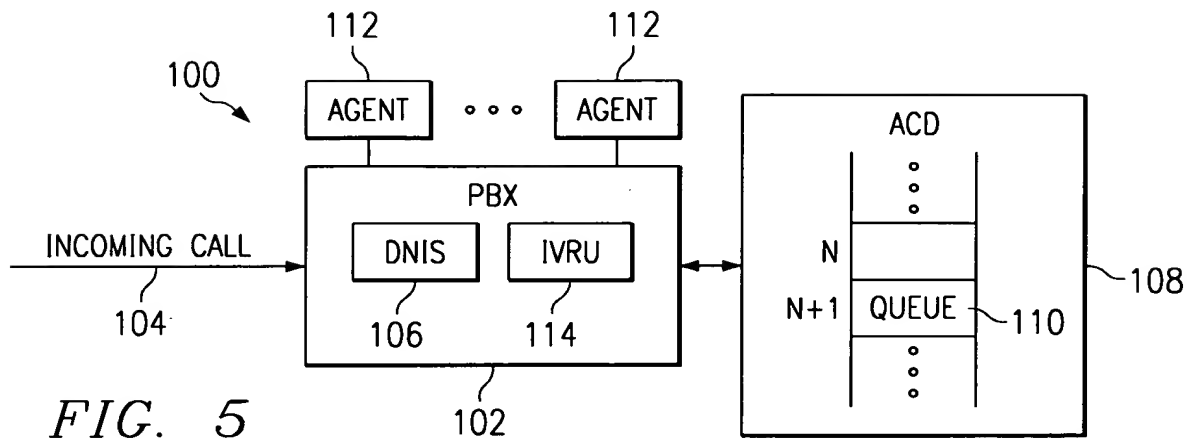 112
112
100
AGENT
AGENT
ACD
PBX
INCOMING CALL
DNIS
IVRU
N
N+1
QUEUE
110
108
104
106
114
102
FIG. 5